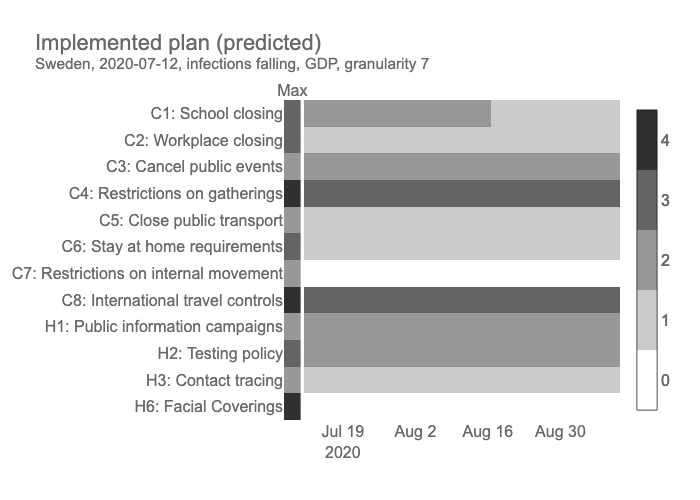 Implemented plan (predicted)
Sweden, 2020-07-12, infections falling, GDP, granularity 7
Max
C1: School closing
C2: Workplace closing
C3: Cancel public events
C4: Restrictions on gatherings
C5: Close public transport
C6: Stay at home requirements
C7: Restrictions on internal movement
C8: International travel controls
H1: Public information campaigns
H2: Testing policy
H3: Contact tracing
H6: Facial Coverings
Jul 19 Aug 2 Aug 16 Aug 30
2020
4
3
2
1
0